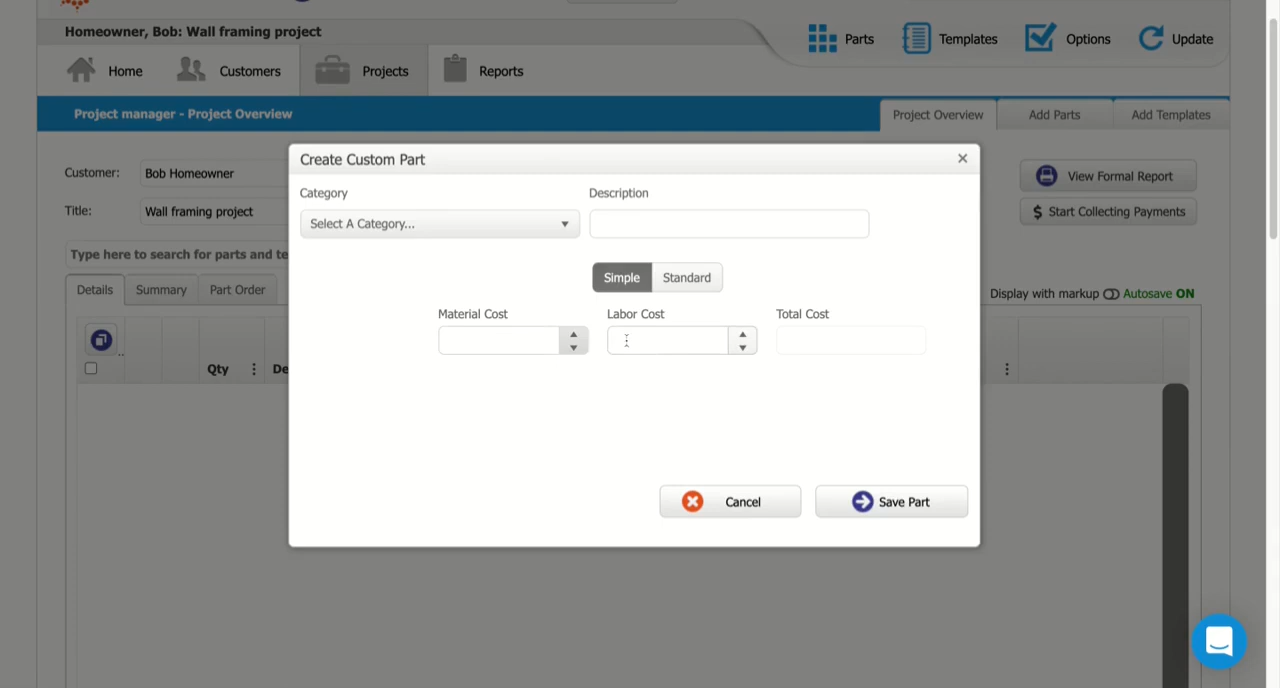 Homeowner, Bob: Wall framing project
Parts
Templates
Options
Update
Home
Customers
Projects
Reports
Project manager - Project Overview
Project Overview
Add Parts
Add Templates
Customer:
Bob Homeowner
View Formal Report
Title:
Wall framing project
$ Start Collecting Payments
Type here to search for parts and te
Details
Summary
Part Order
Display with markup
Autosave ON
Qty
De
Create Custom Part
Category
Description
Select A Category...
Simple
Standard
Material Cost
Labor Cost
Total Cost
Cancel
Save Part